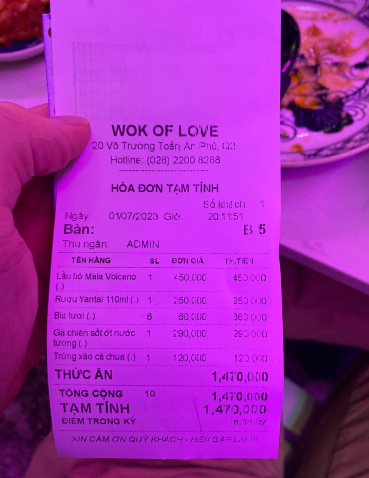 WOK OF LOVE
20 Võ Trường Toản, An Phú, Q2
Hotline: (028) 2200 8268
HÓA ĐƠN TẠM TÍNH
Số khách 1
Ngày: 01/07/2023 Giờ: 20:11:51
Bàn: B 5
Thu ngân: ADMIN
TÊN HÀNG SL ĐƠN GIÁ T.TIỀN
Lẩu bò Mala Volcano 1 450,000 450,000
(.)
Rượu Yantai 110ml (.) 1 250,000 250,000
Bia tươi (.) 6 60,000 360,000
Gà chiên sốt ớt nước 1 290,000 290,000
tương (.)
Trứng xào cà chua (.) 1 120,000 120,000
THỨC ĂN 1,470,000
TỔNG CỘNG 10 1,470,000
TẠM TÍNH 1,470,000
ĐIỂM TRONG KỲ
XIN CẢM ƠN QUÝ KHÁCH - HẸN GẶP LẠI !!!